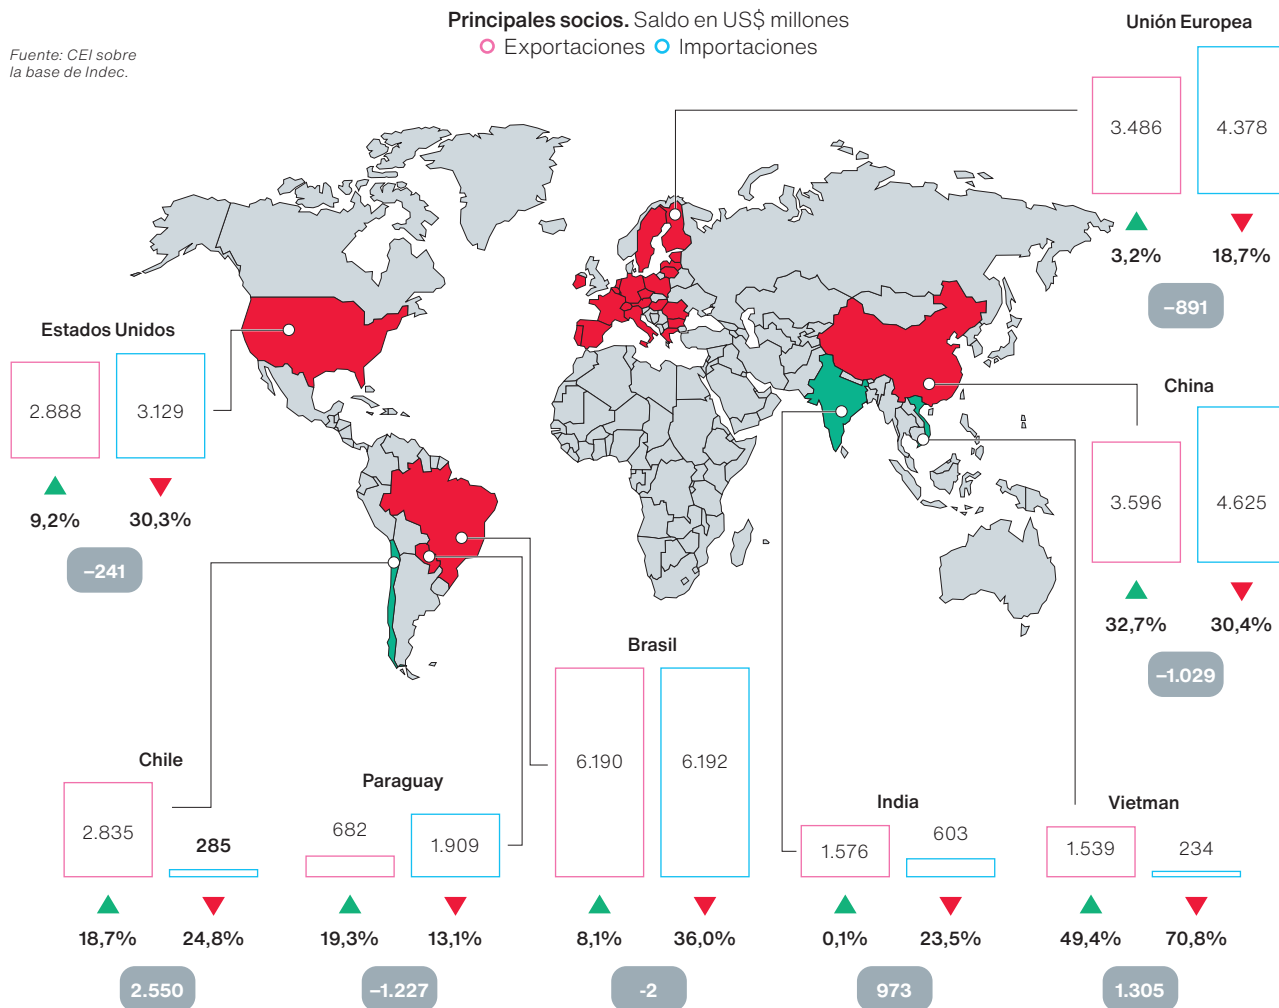 Principales socios. Saldo en US$ millones
Exportaciones Importaciones
Fuente: CEI sobre
la base de Indec.
Unión Europea
3.486 4.378
3,2% 18,7%
–891
Estados Unidos
2.888 3.129
9,2% 30,3%
–241
China
3.596 4.625
32,7% 30,4%
–1.029
Chile
2.835 285
18,7% 24,8%
2.550
Paraguay
682 1.909
19,3% 13,1%
–1.227
Brasil
6.190 6.192
8,1% 36,0%
-2
India
1.576 603
0,1% 23,5%
973
Vietman
1.539 234
49,4% 70,8%
1.305